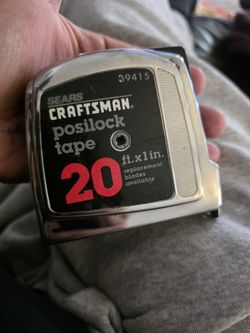 39415
SEARS
CRAFTSMAN
posilock
tape
20 ft.x1in.
replacement
blades
available